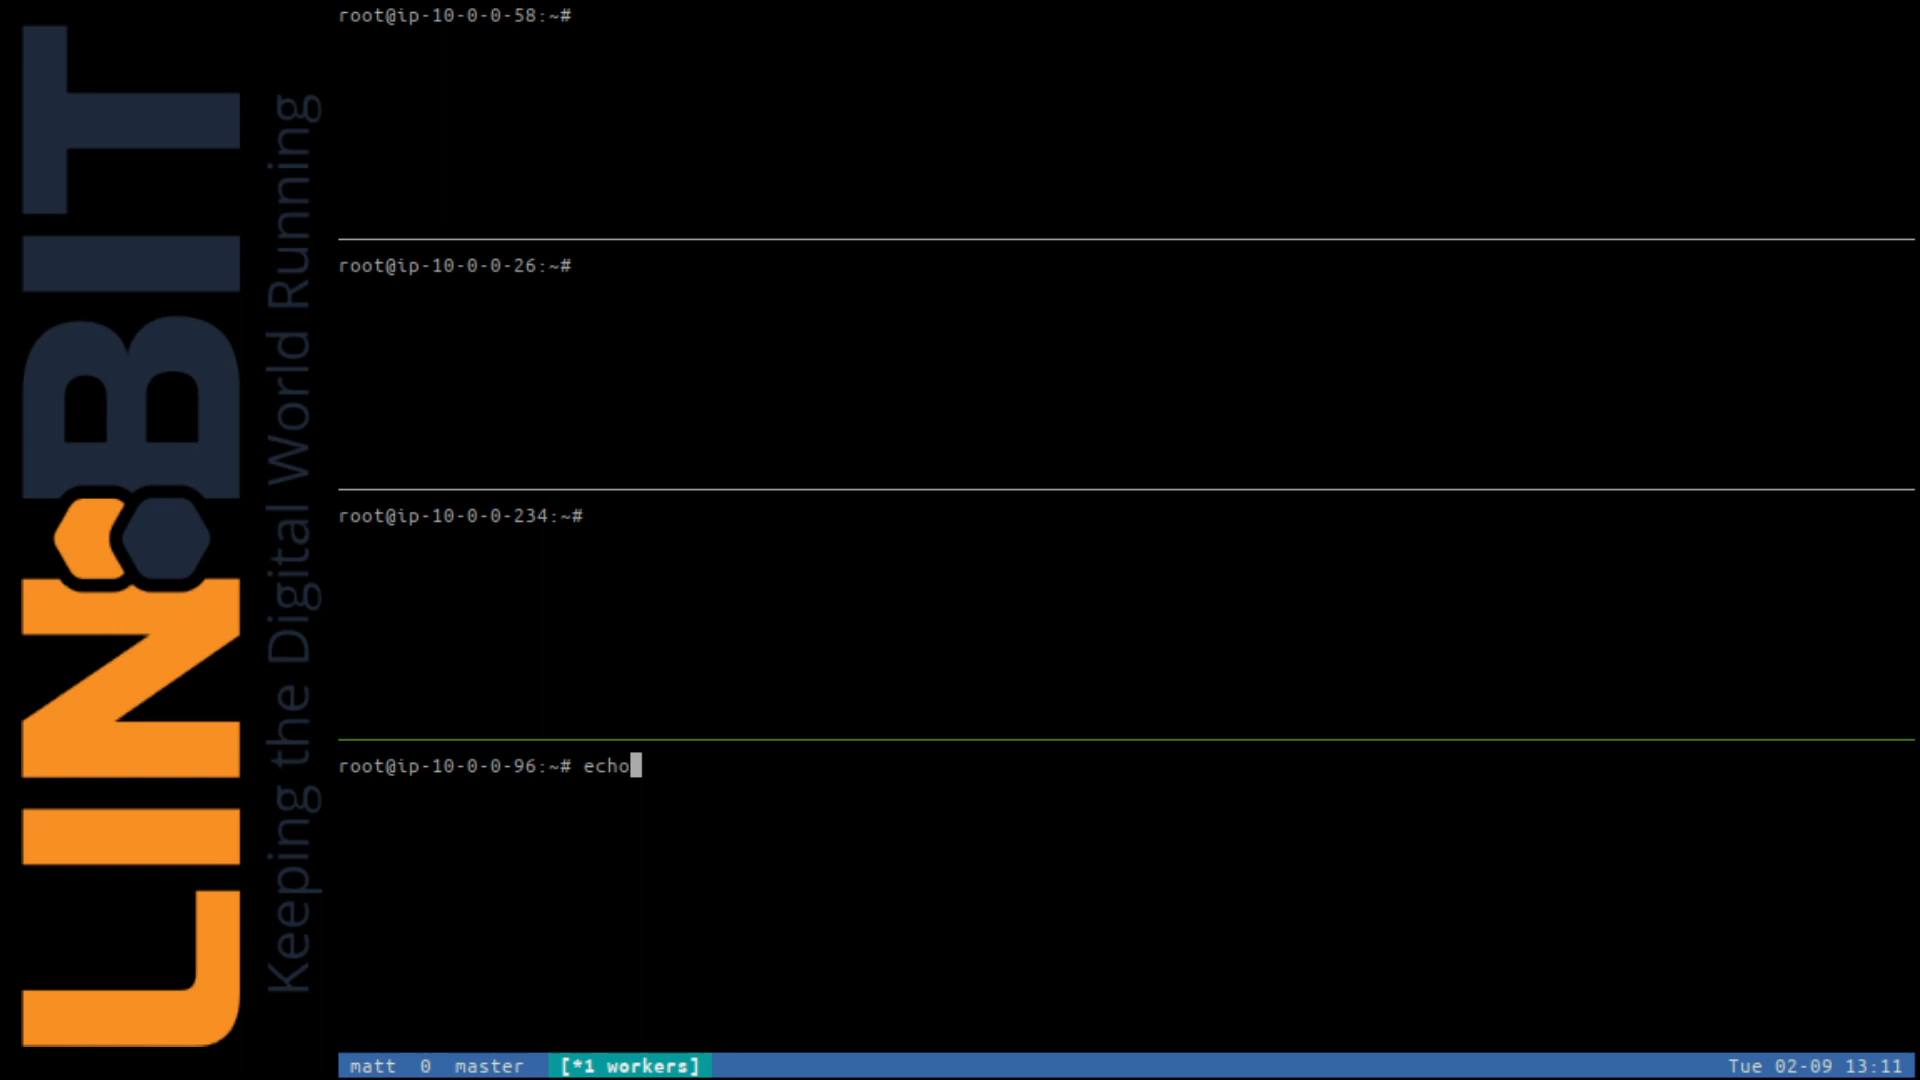 LINBIT
Keeping the Digital World Running
root@ip-10-0-0-58:~#
root@ip-10-0-0-26:~#
root@ip-10-0-0-234:~#
root@ip-10-0-0-96:~# echo
matt 0 master [*1 workers] Tue 02-09 13:11